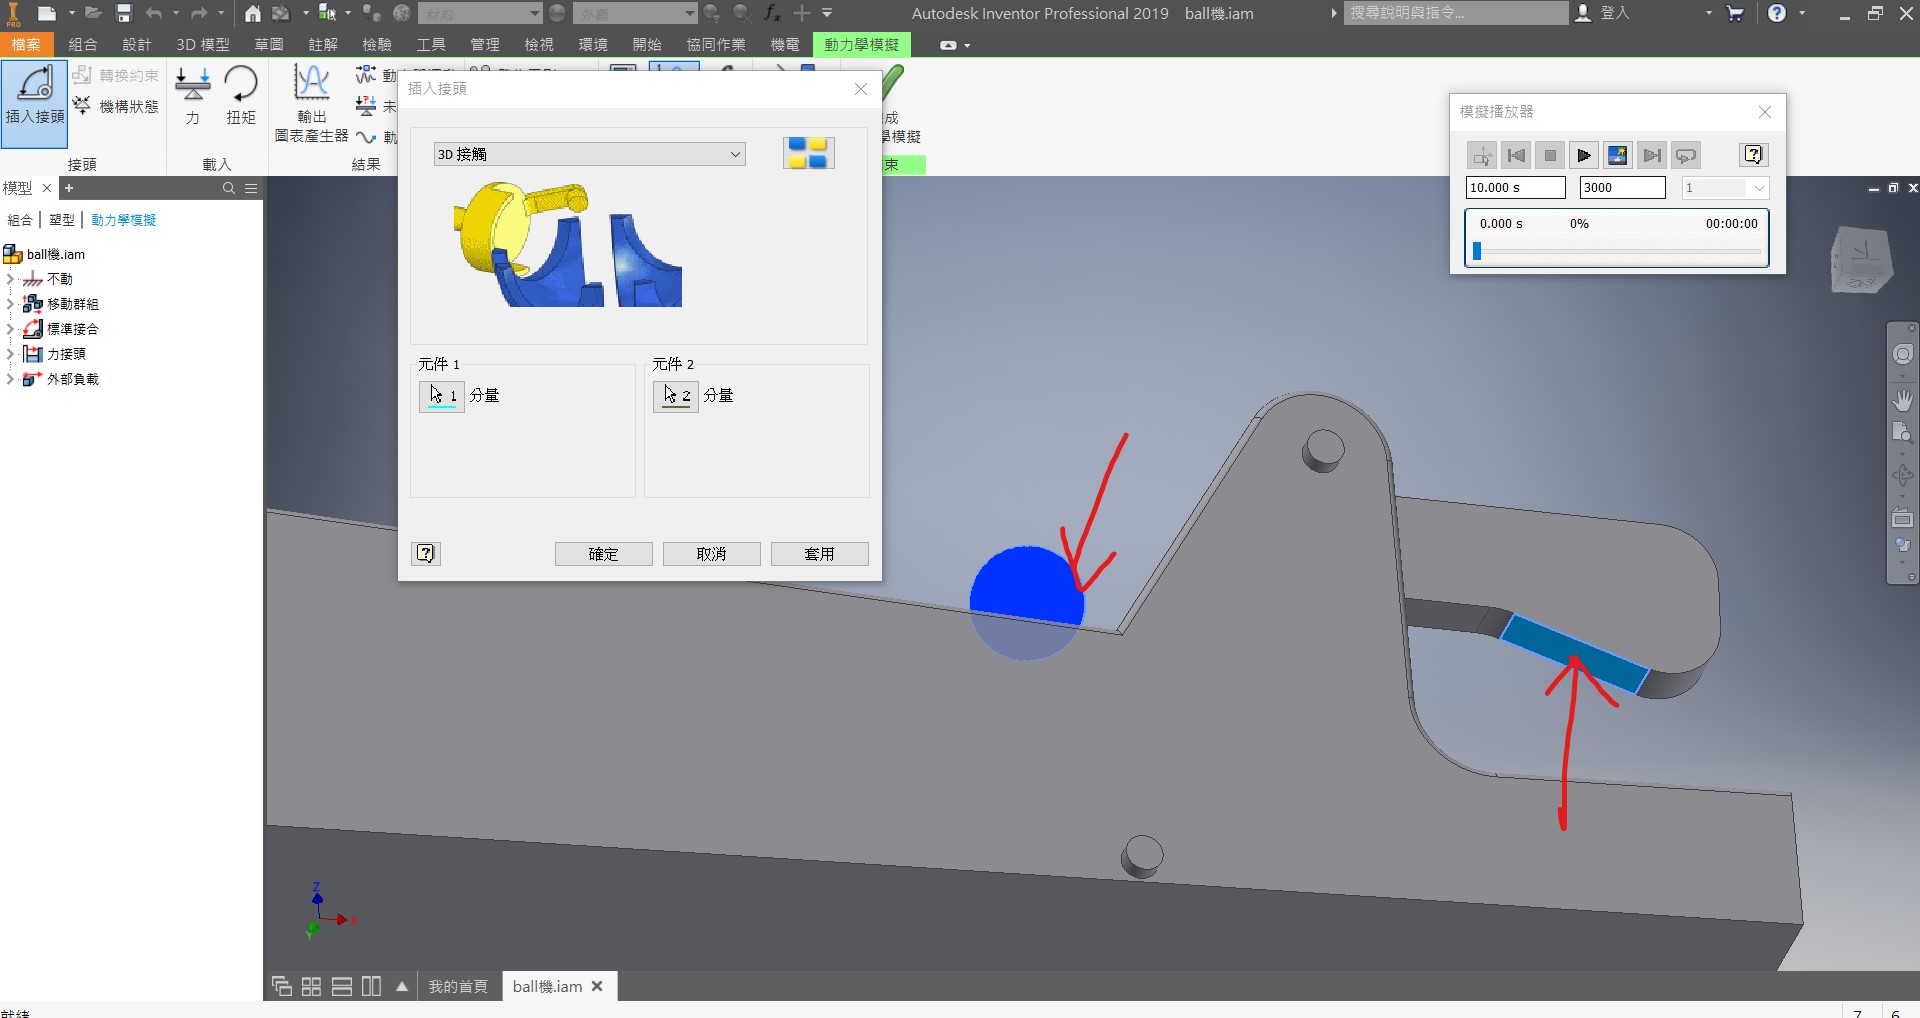 PRO
材料
外觀
fx
Autodesk Inventor Professional 2019 ball機.iam
搜尋說明與指令...
登入
檔案 組合 設計 3D 模型 草圖 註解 檢驗 工具 管理 檢視 環境 開始 協同作業 機電 動力學模擬
插入接頭
轉換約束
機構狀態
接頭
力
扭矩
載入
輸出
圖表產生器
動
未
軌
結果
成
學模擬
束
模型
組合 塑型 動力學模擬
ball機.iam
不動
移動群組
標準接合
力接頭
外部負載
插入接頭
3D 接觸
元件 1
1 分量
元件 2
2 分量
確定 取消 套用
模擬播放器
10.000 s 3000 1
0.000 s 0% 00:00:00
Z
X
Y
我的首頁 ball機.iam
就緒
7 6